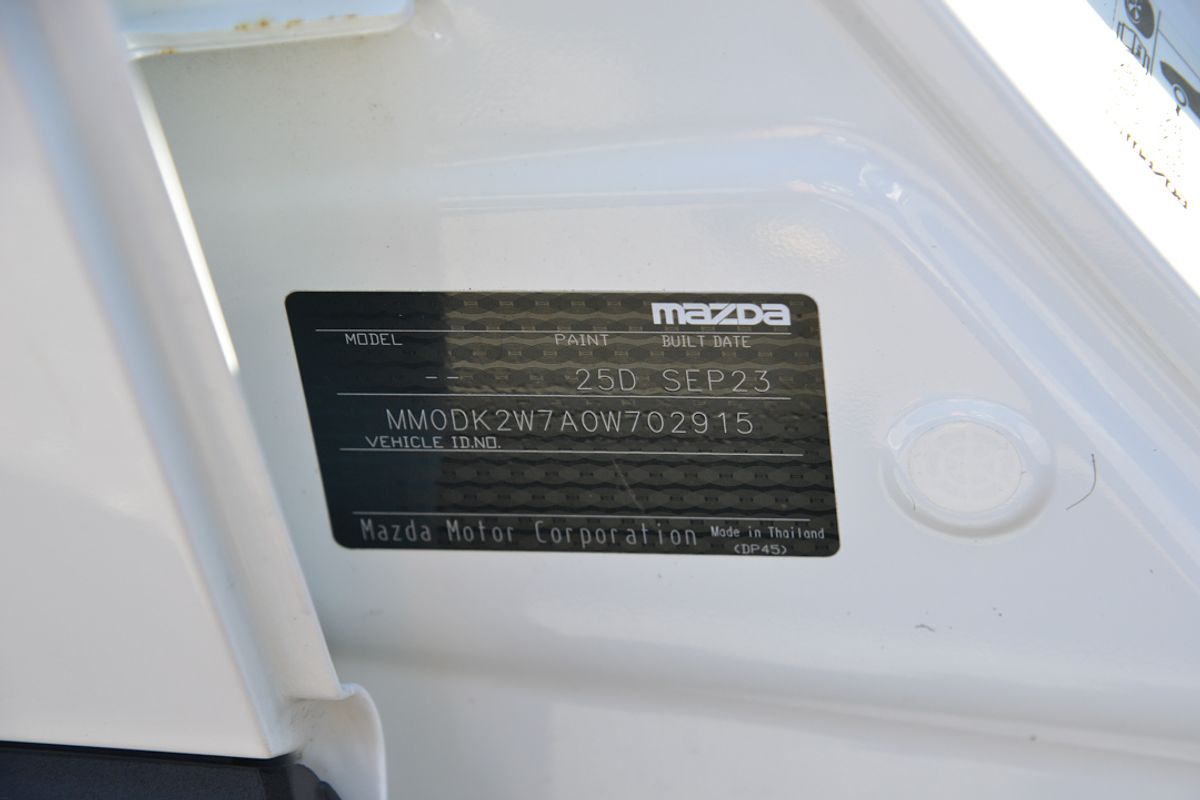 mazda
MODEL PAINT BUILT DATE
-- 25D SEP23
MM0DK2W7A0W702915
VEHICLE ID.NO.
Mazda Motor Corporation Made in Thailand
(DP45)